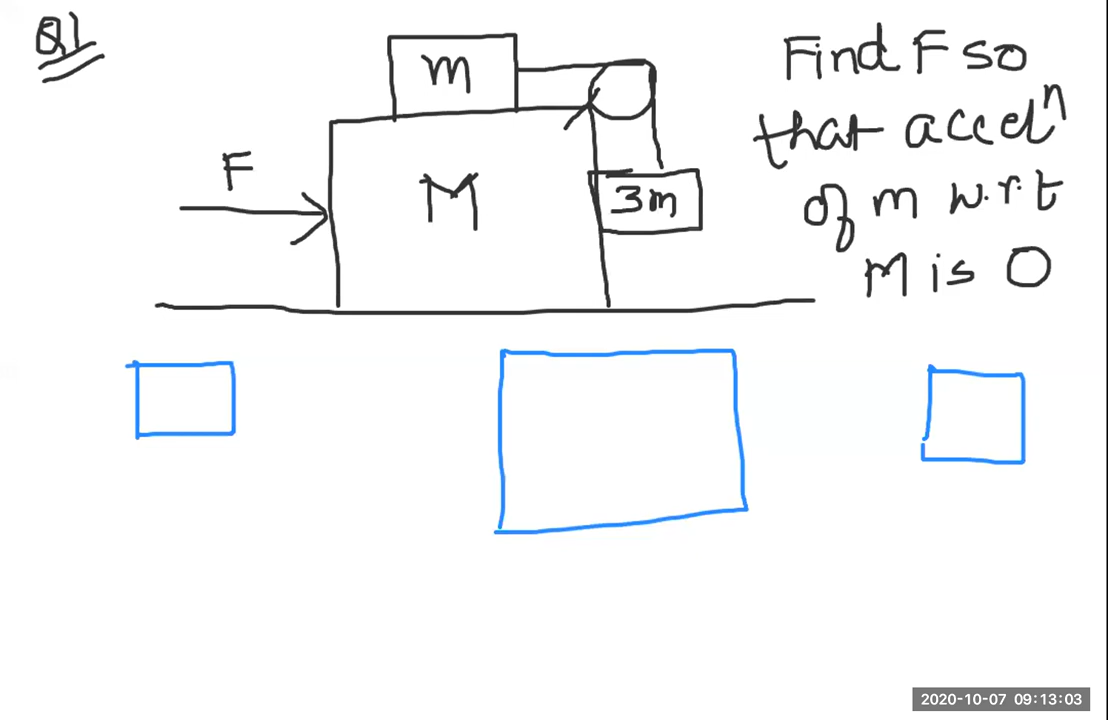 Q1
Find F so
that accelⁿ
of m w.r.t
M is 0
m
F
M
3m
2020-10-07 09:13:03